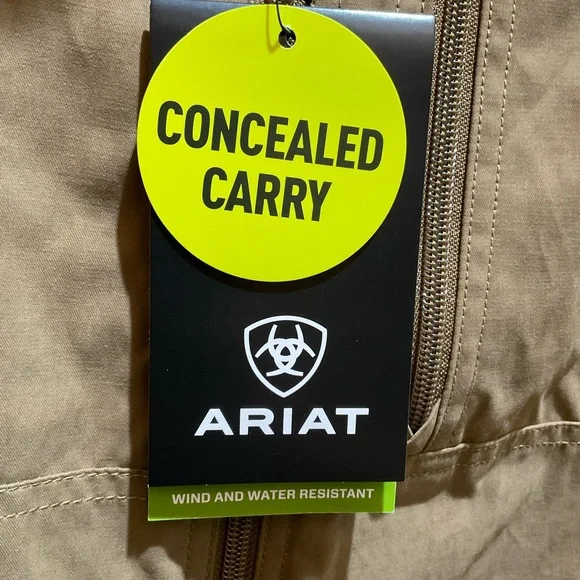 CONCEALED
CARRY
ARIAT
WIND AND WATER RESISTANT